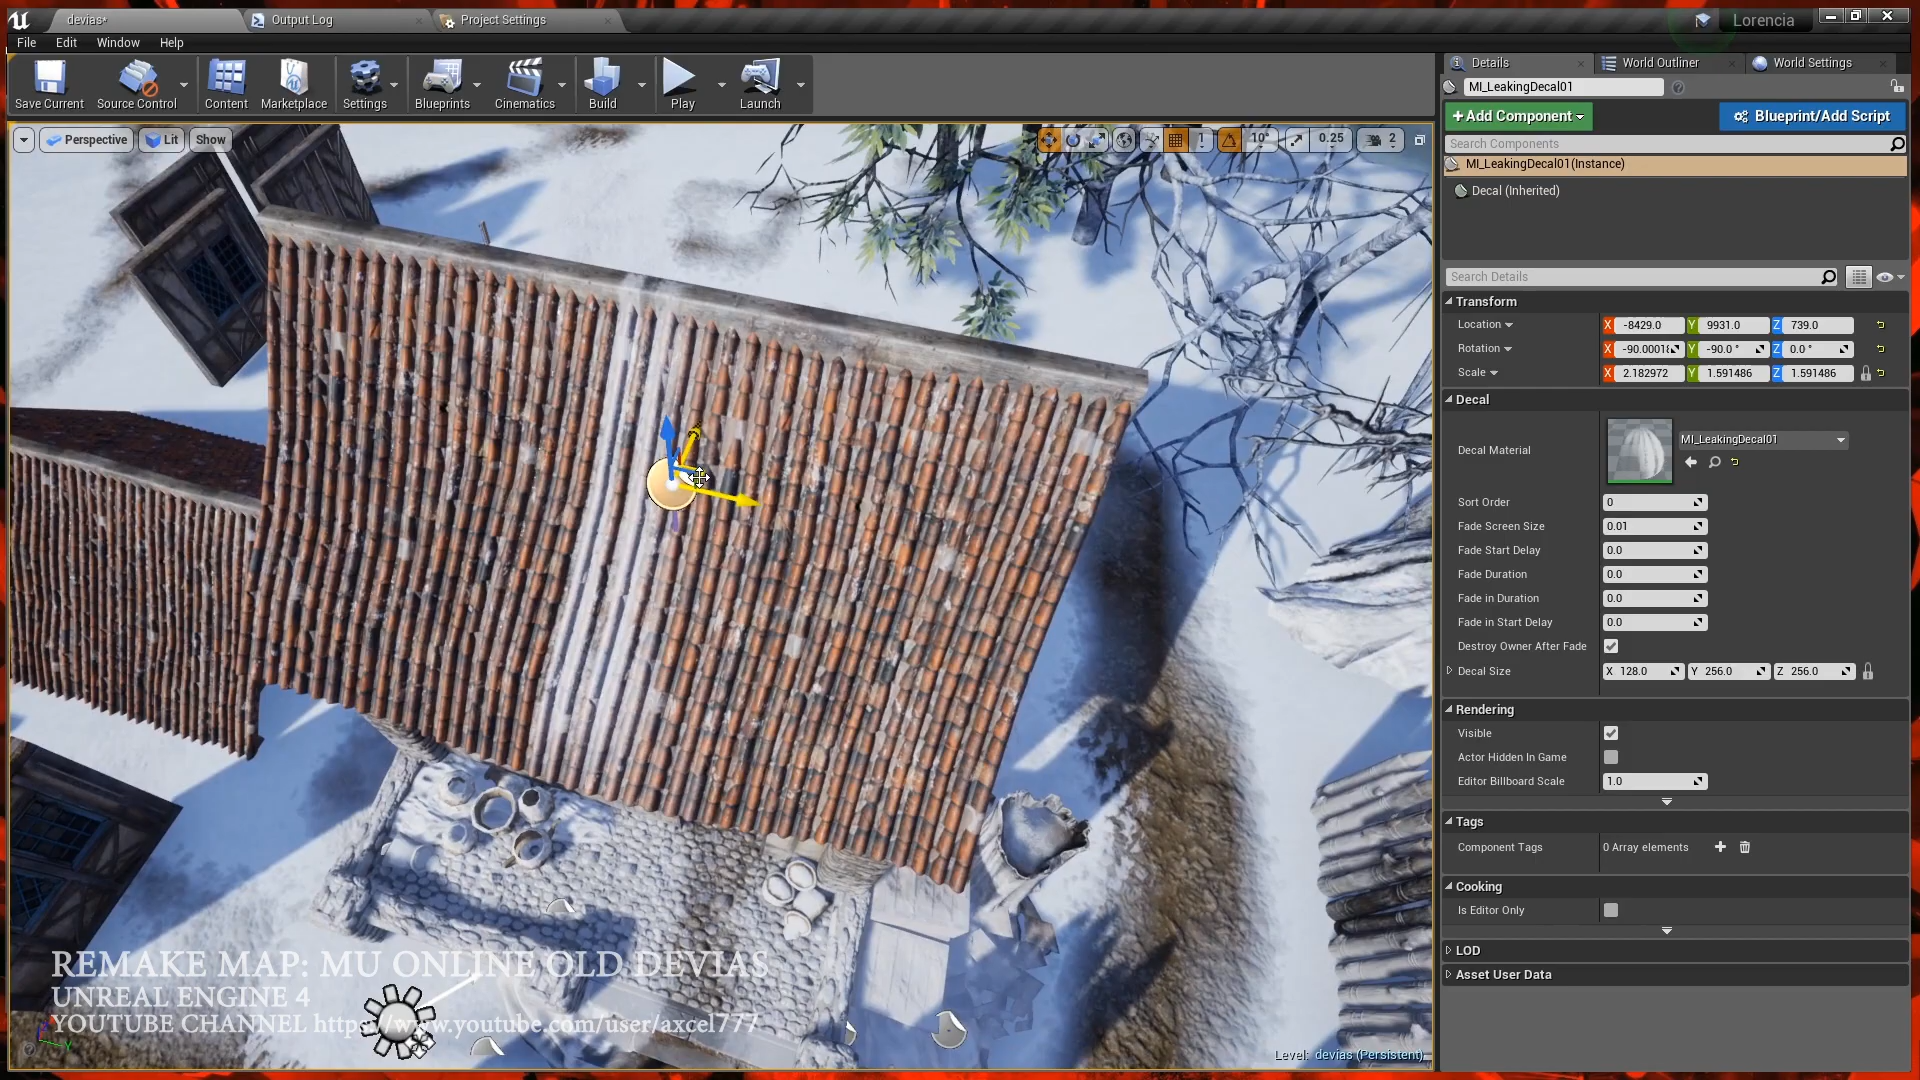 devias*
Output Log
Project Settings
Lorencia
File Edit Window Help
Save Current
Source Control
Content
Marketplace
Settings
Blueprints
Cinematics
Build
Play
Launch
Perspective
Lit
Show
1
10°
0.25
2
REMAKE MAP: MU ONLINE OLD DEVIAS
UNREAL ENGINE 4
YOUTUBE CHANNEL https://www.youtube.com/user/axcel777
Level: devias (Persistent)
Details
World Outliner
World Settings
MI_LeakingDecal01
+Add Component
Blueprint/Add Script
Search Components
MI_LeakingDecal01(Instance)
Decal (Inherited)
Search Details
Transform
Location X -8429.0 Y 9931.0 Z 739.0
Rotation X -90.00018 Y -90.0 ° Z 0.0 °
Scale X 2.182972 Y 1.591486 Z 1.591486
Decal
Decal Material MI_LeakingDecal01
Sort Order 0
Fade Screen Size 0.01
Fade Start Delay 0.0
Fade Duration 0.0
Fade in Duration 0.0
Fade in Start Delay 0.0
Destroy Owner After Fade
Decal Size X 128.0 Y 256.0 Z 256.0
Rendering
Visible
Actor Hidden In Game
Editor Billboard Scale 1.0
Tags
Component Tags 0 Array elements
Cooking
Is Editor Only
LOD
Asset User Data